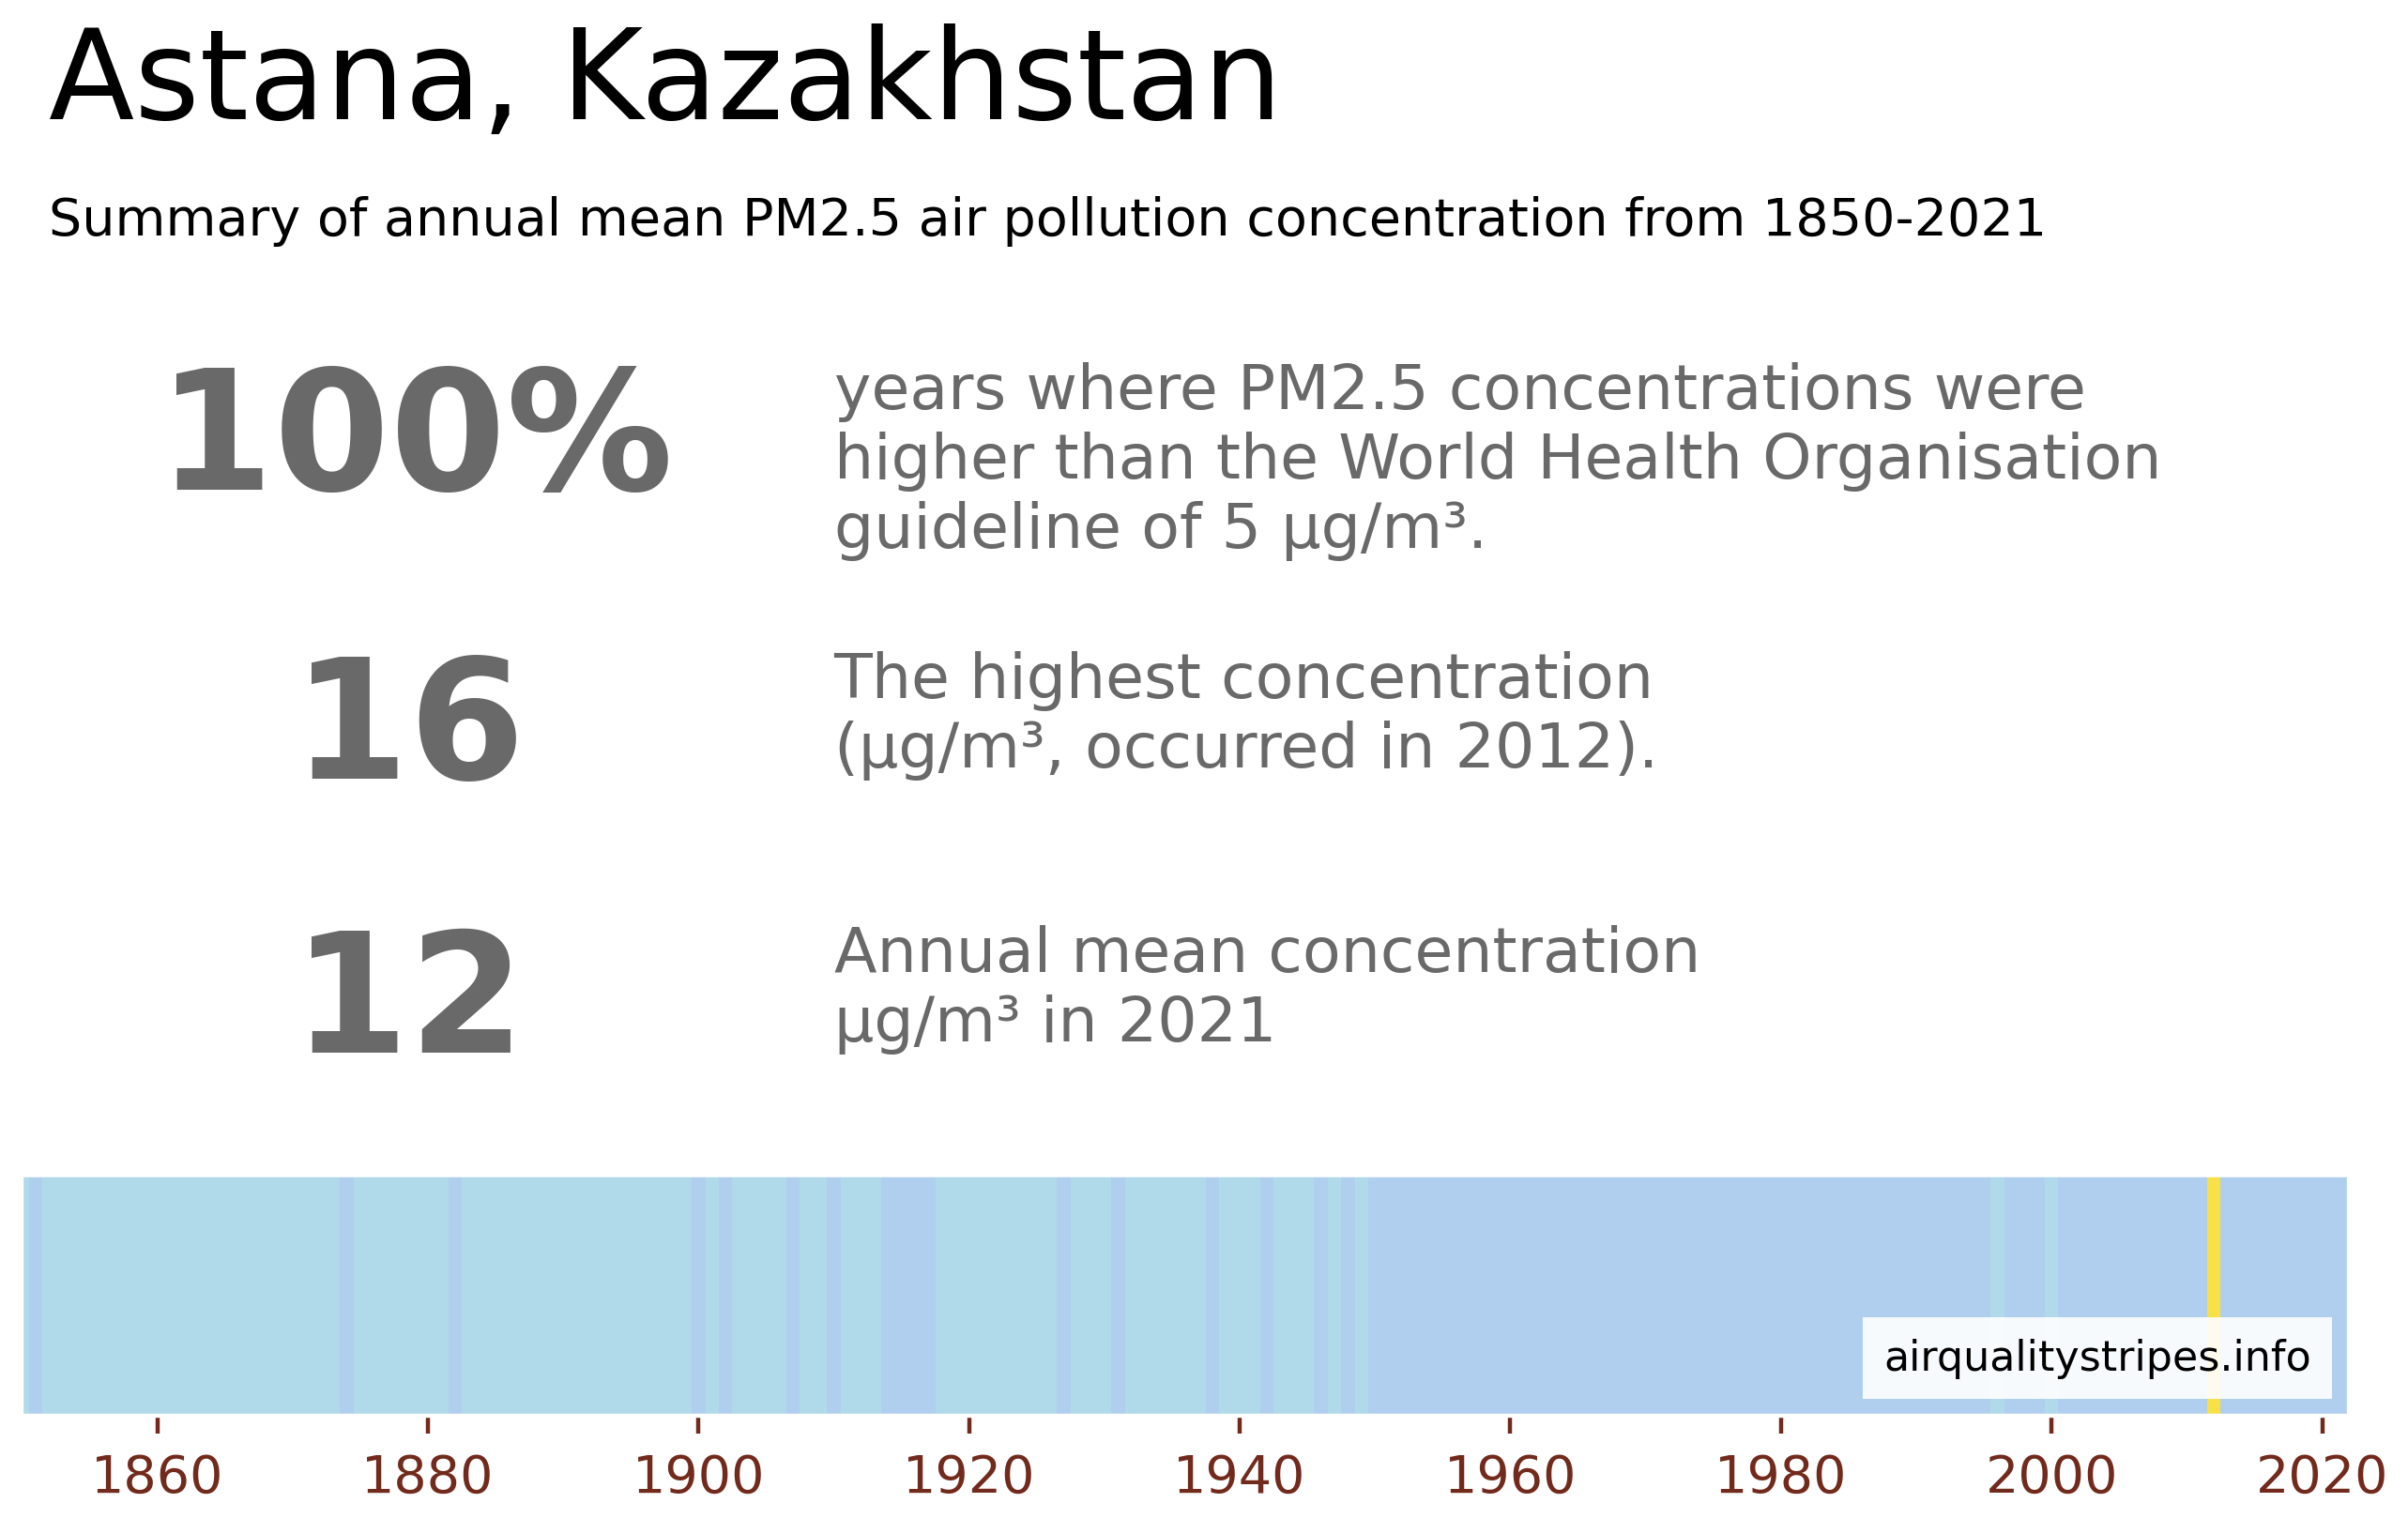 Astana, Kazakhstan
Summary of annual mean PM2.5 air pollution concentration from 1850-2021
100%
years where PM2.5 concentrations were
higher than the World Health Organisation
guideline of 5 µg/m³.
16
The highest concentration
(µg/m³, occurred in 2012).
12
Annual mean concentration
µg/m³ in 2021
airqualitystripes.info
1860 1880 1900 1920 1940 1960 1980 2000 2020